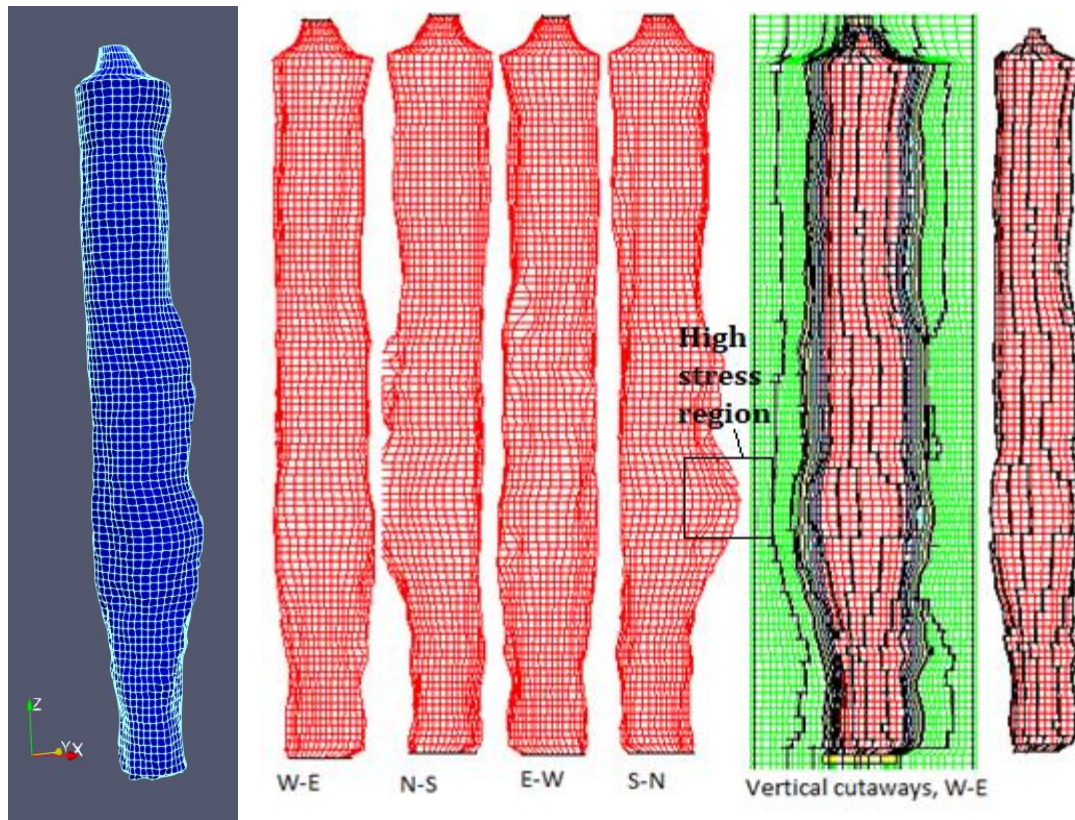 High
stress
region
Z
Y
X
W-E
N-S
E-W
S-N
Vertical cutaways, W-E